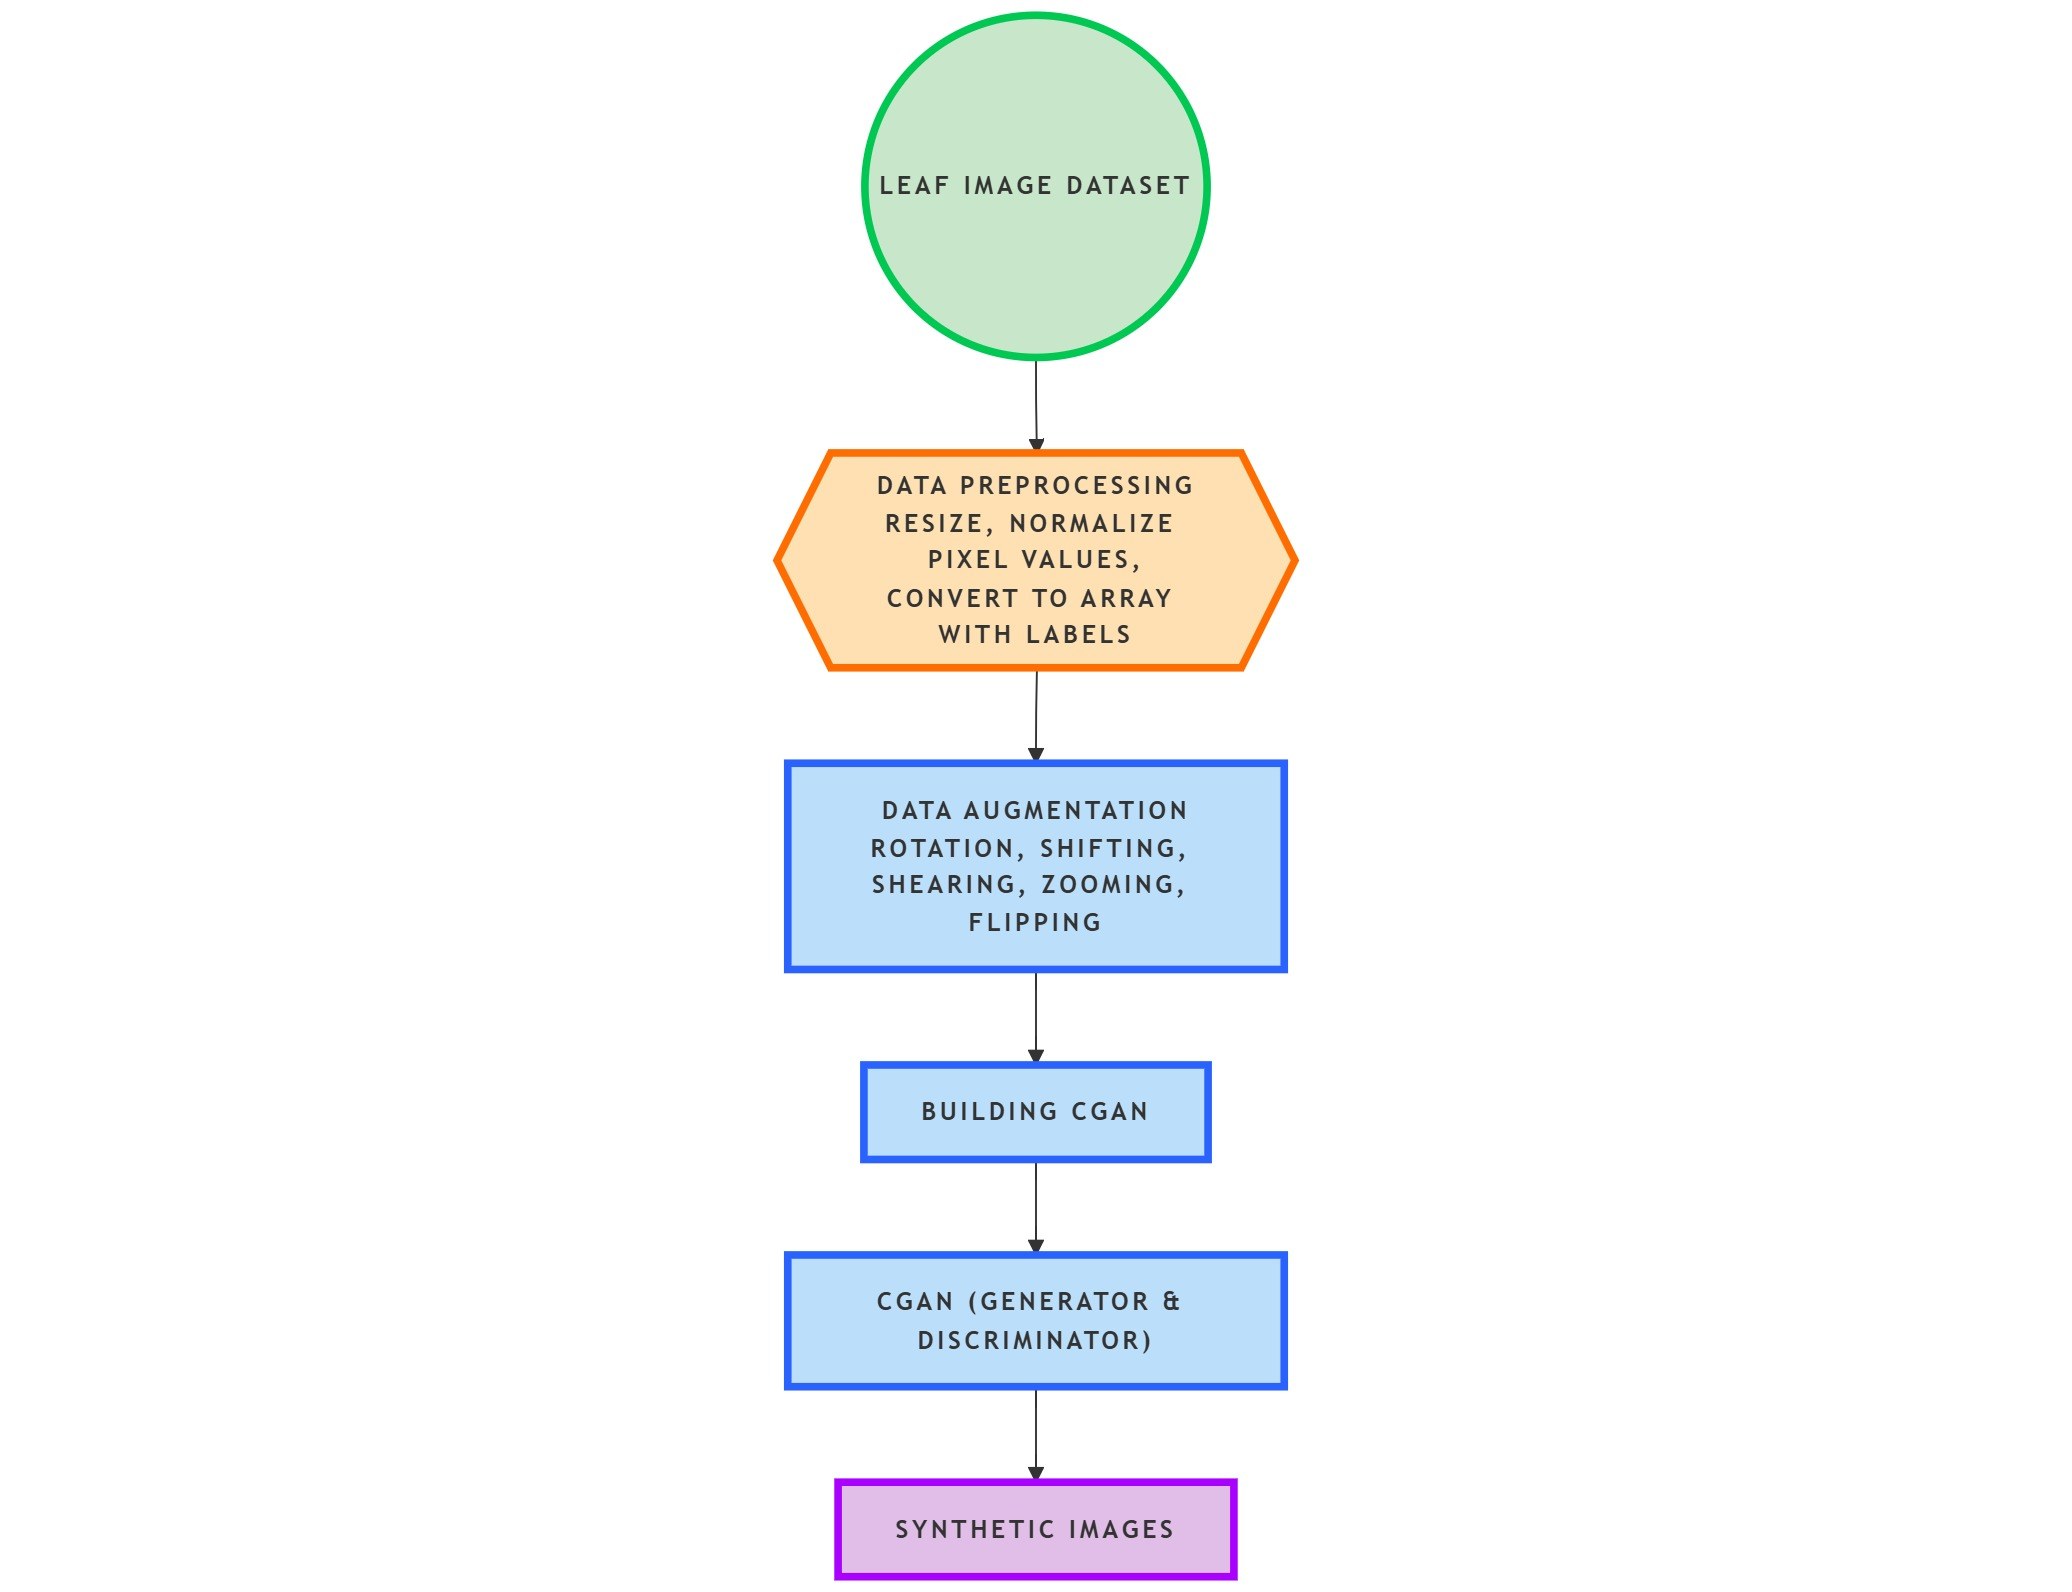 LEAF IMAGE DATASET
DATA PREPROCESSING
RESIZE, NORMALIZE
PIXEL VALUES,
CONVERT TO ARRAY
WITH LABELS
DATA AUGMENTATION
ROTATION, SHIFTING,
SHEARING, ZOOMING,
FLIPPING
BUILDING CGAN
CGAN (GENERATOR &
DISCRIMINATOR)
SYNTHETIC IMAGES